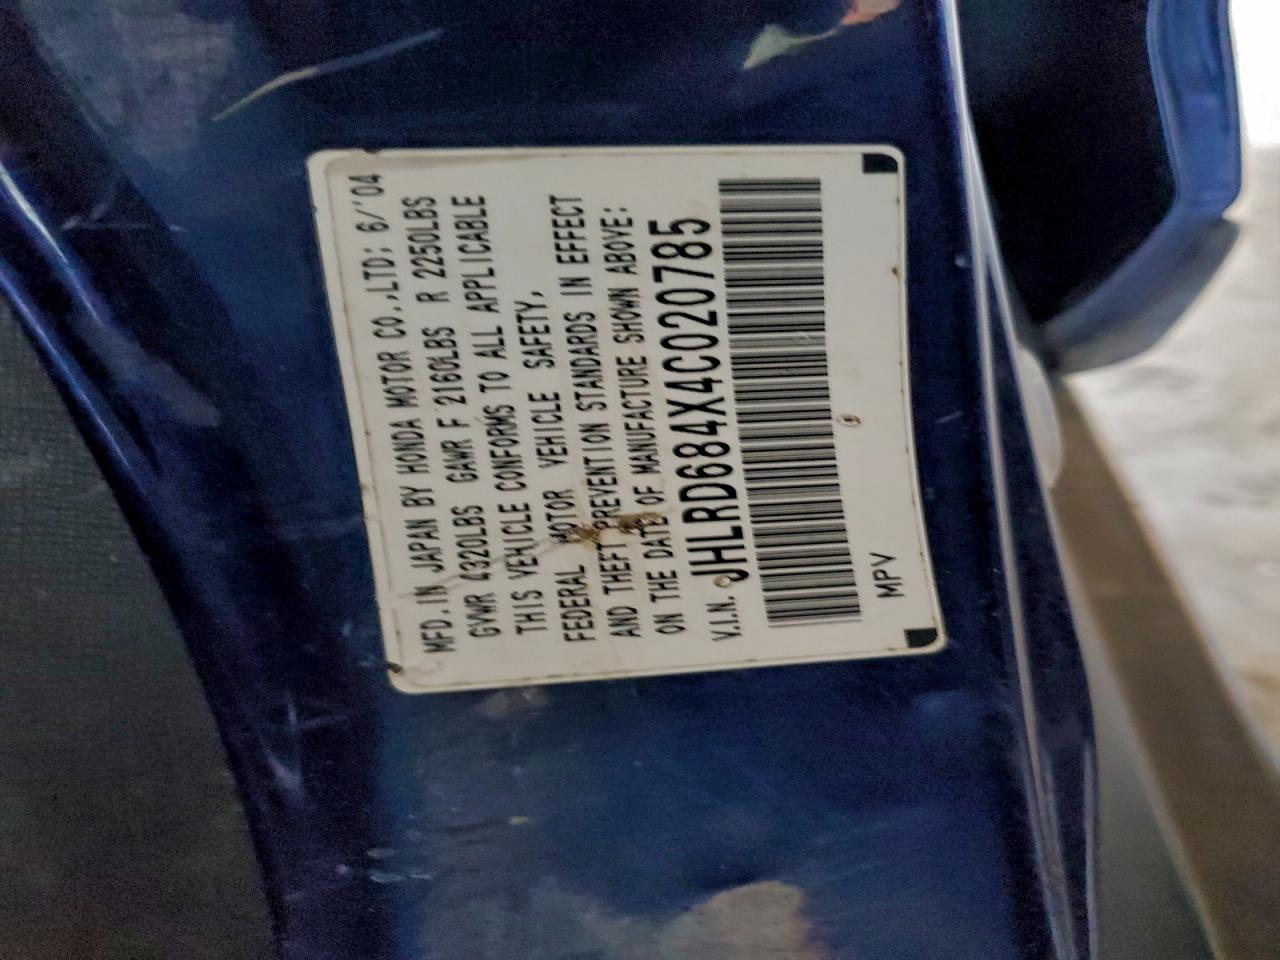 MFD. IN JAPAN BY HONDA MOTOR CO.,LTD: 6/'04
GVWR 4320LBS GAWR F 2160LBS R 2250LBS
THIS VEHICLE CONFORMS TO ALL APPLICABLE
FEDERAL MOTOR VEHICLE SAFETY,
AND THEFT PREVENTION STANDARDS IN EFFECT
ON THE DATE OF MANUFACTURE SHOWN ABOVE:
V.I.N. JHLRD684X4C020785
MPV